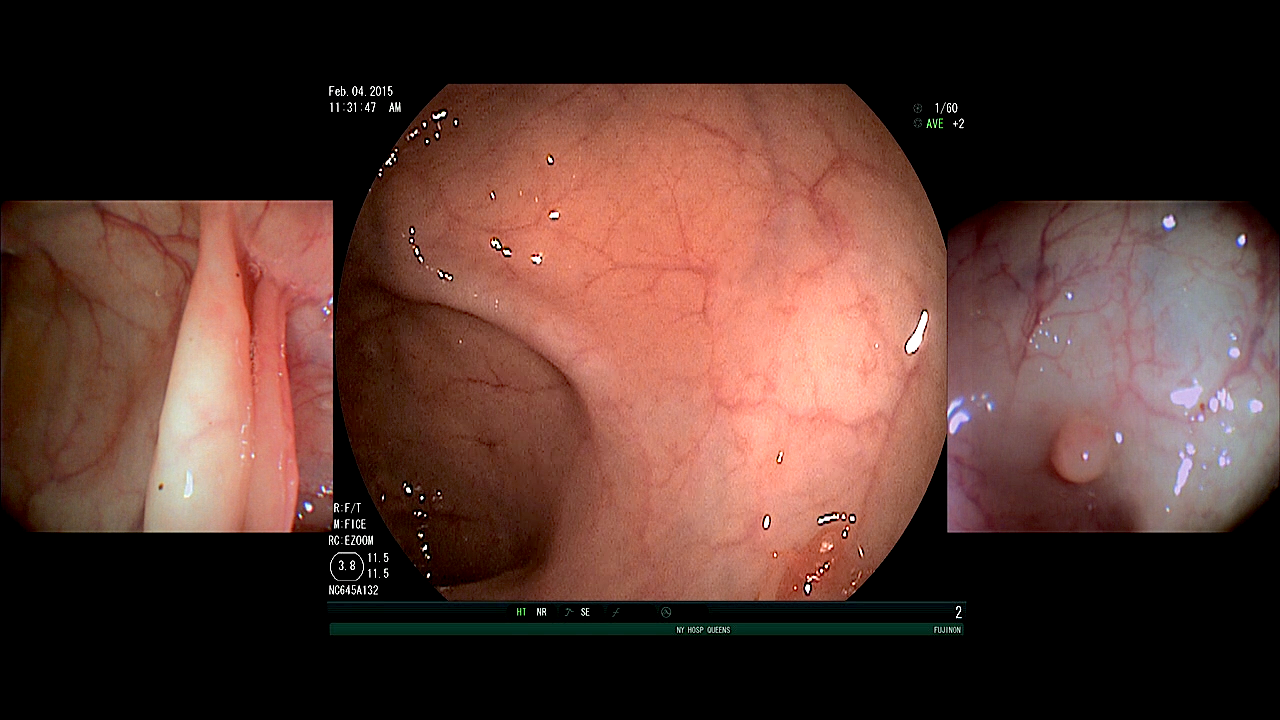 Feb. 04. 2015
11:31:47 AM
1/60
AVE +2
R:F/T
M:FICE
RC:EZOOM
3.8
11.5
11.5
NC645A132
HT NR SE
2
NY HOSP QUEENS
FUJINON